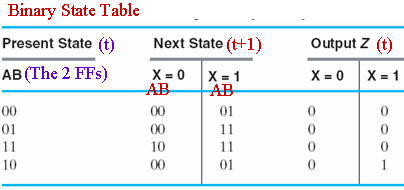 Binary State Table
Present State (t) Next State (t+1) Output Z (t)
AB (The 2 FFs) X = 0 X = 1 X = 0 X = 1
AB AB
00 00 01 0 0
01 00 11 0 0
11 10 11 0 0
10 00 01 0 1